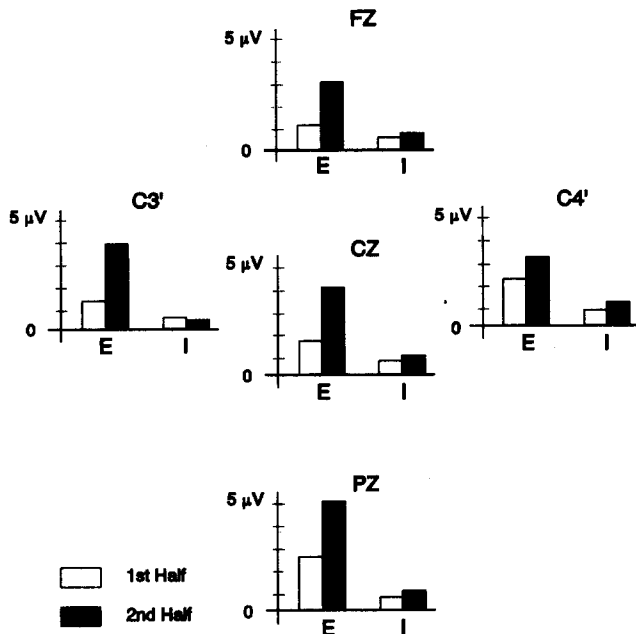 FZ
5 µV
0
E I
C3'
5 µV
0
E I
CZ
5 µV
0
E I
C4'
5 µV
0
E I
PZ
5 µV
0
E I
1st Half
2nd Half